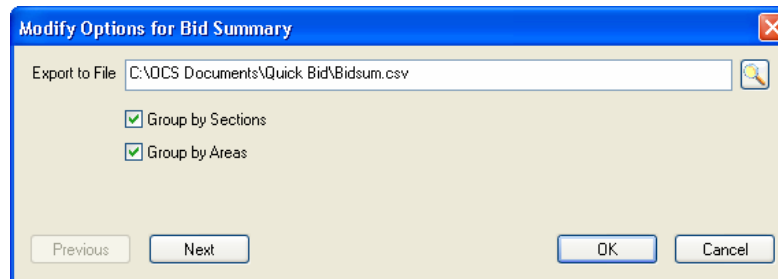 Modify Options for Bid Summary
Export to File C:\OCS Documents\Quick Bid\Bidsum.csv
Group by Sections
Group by Areas
Previous Next OK Cancel